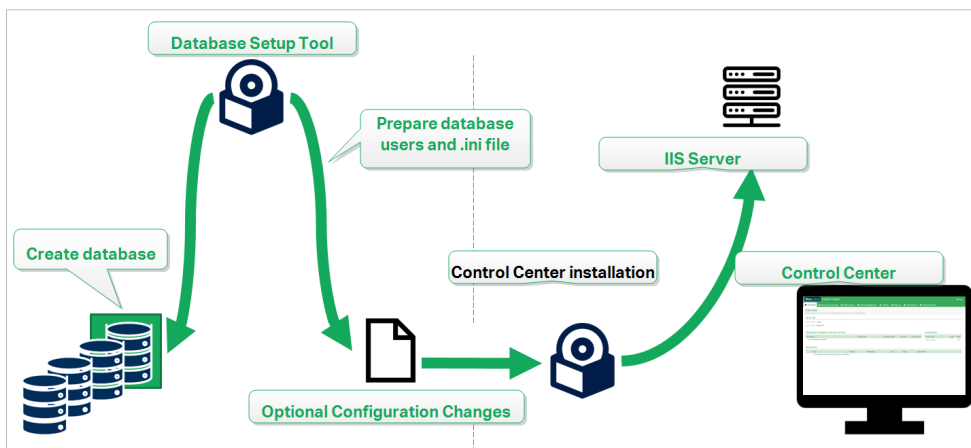 Database Setup Tool
Prepare database
users and .ini file
IIS Server
Create database
Control Center installation
Control Center
Optional Configuration Changes